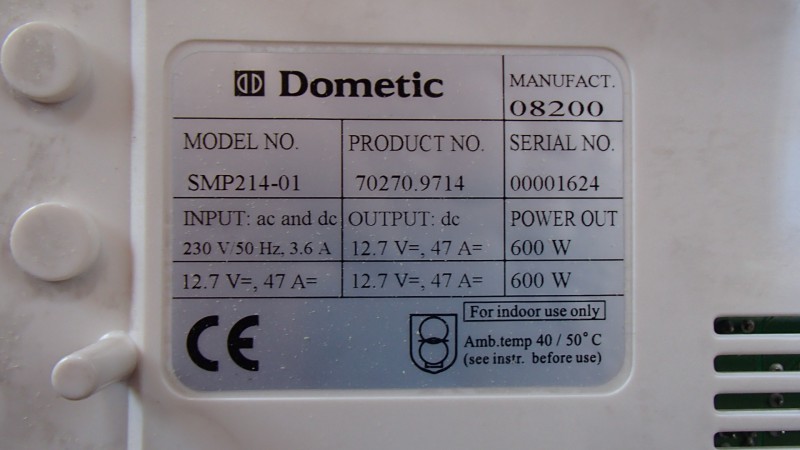 Dometic
MANUFACT.
08200
MODEL NO.
PRODUCT NO.
SERIAL NO.
SMP214-01
70270.9714
00001624
INPUT: ac and dc
OUTPUT: dc
POWER OUT
230 V/50 Hz, 3.6 A
12.7 V=, 47 A=
600 W
12.7 V=, 47 A=
12.7 V=, 47 A=
600 W
CE
For indoor use only
Amb.temp 40 / 50° C
(see instr. before use)